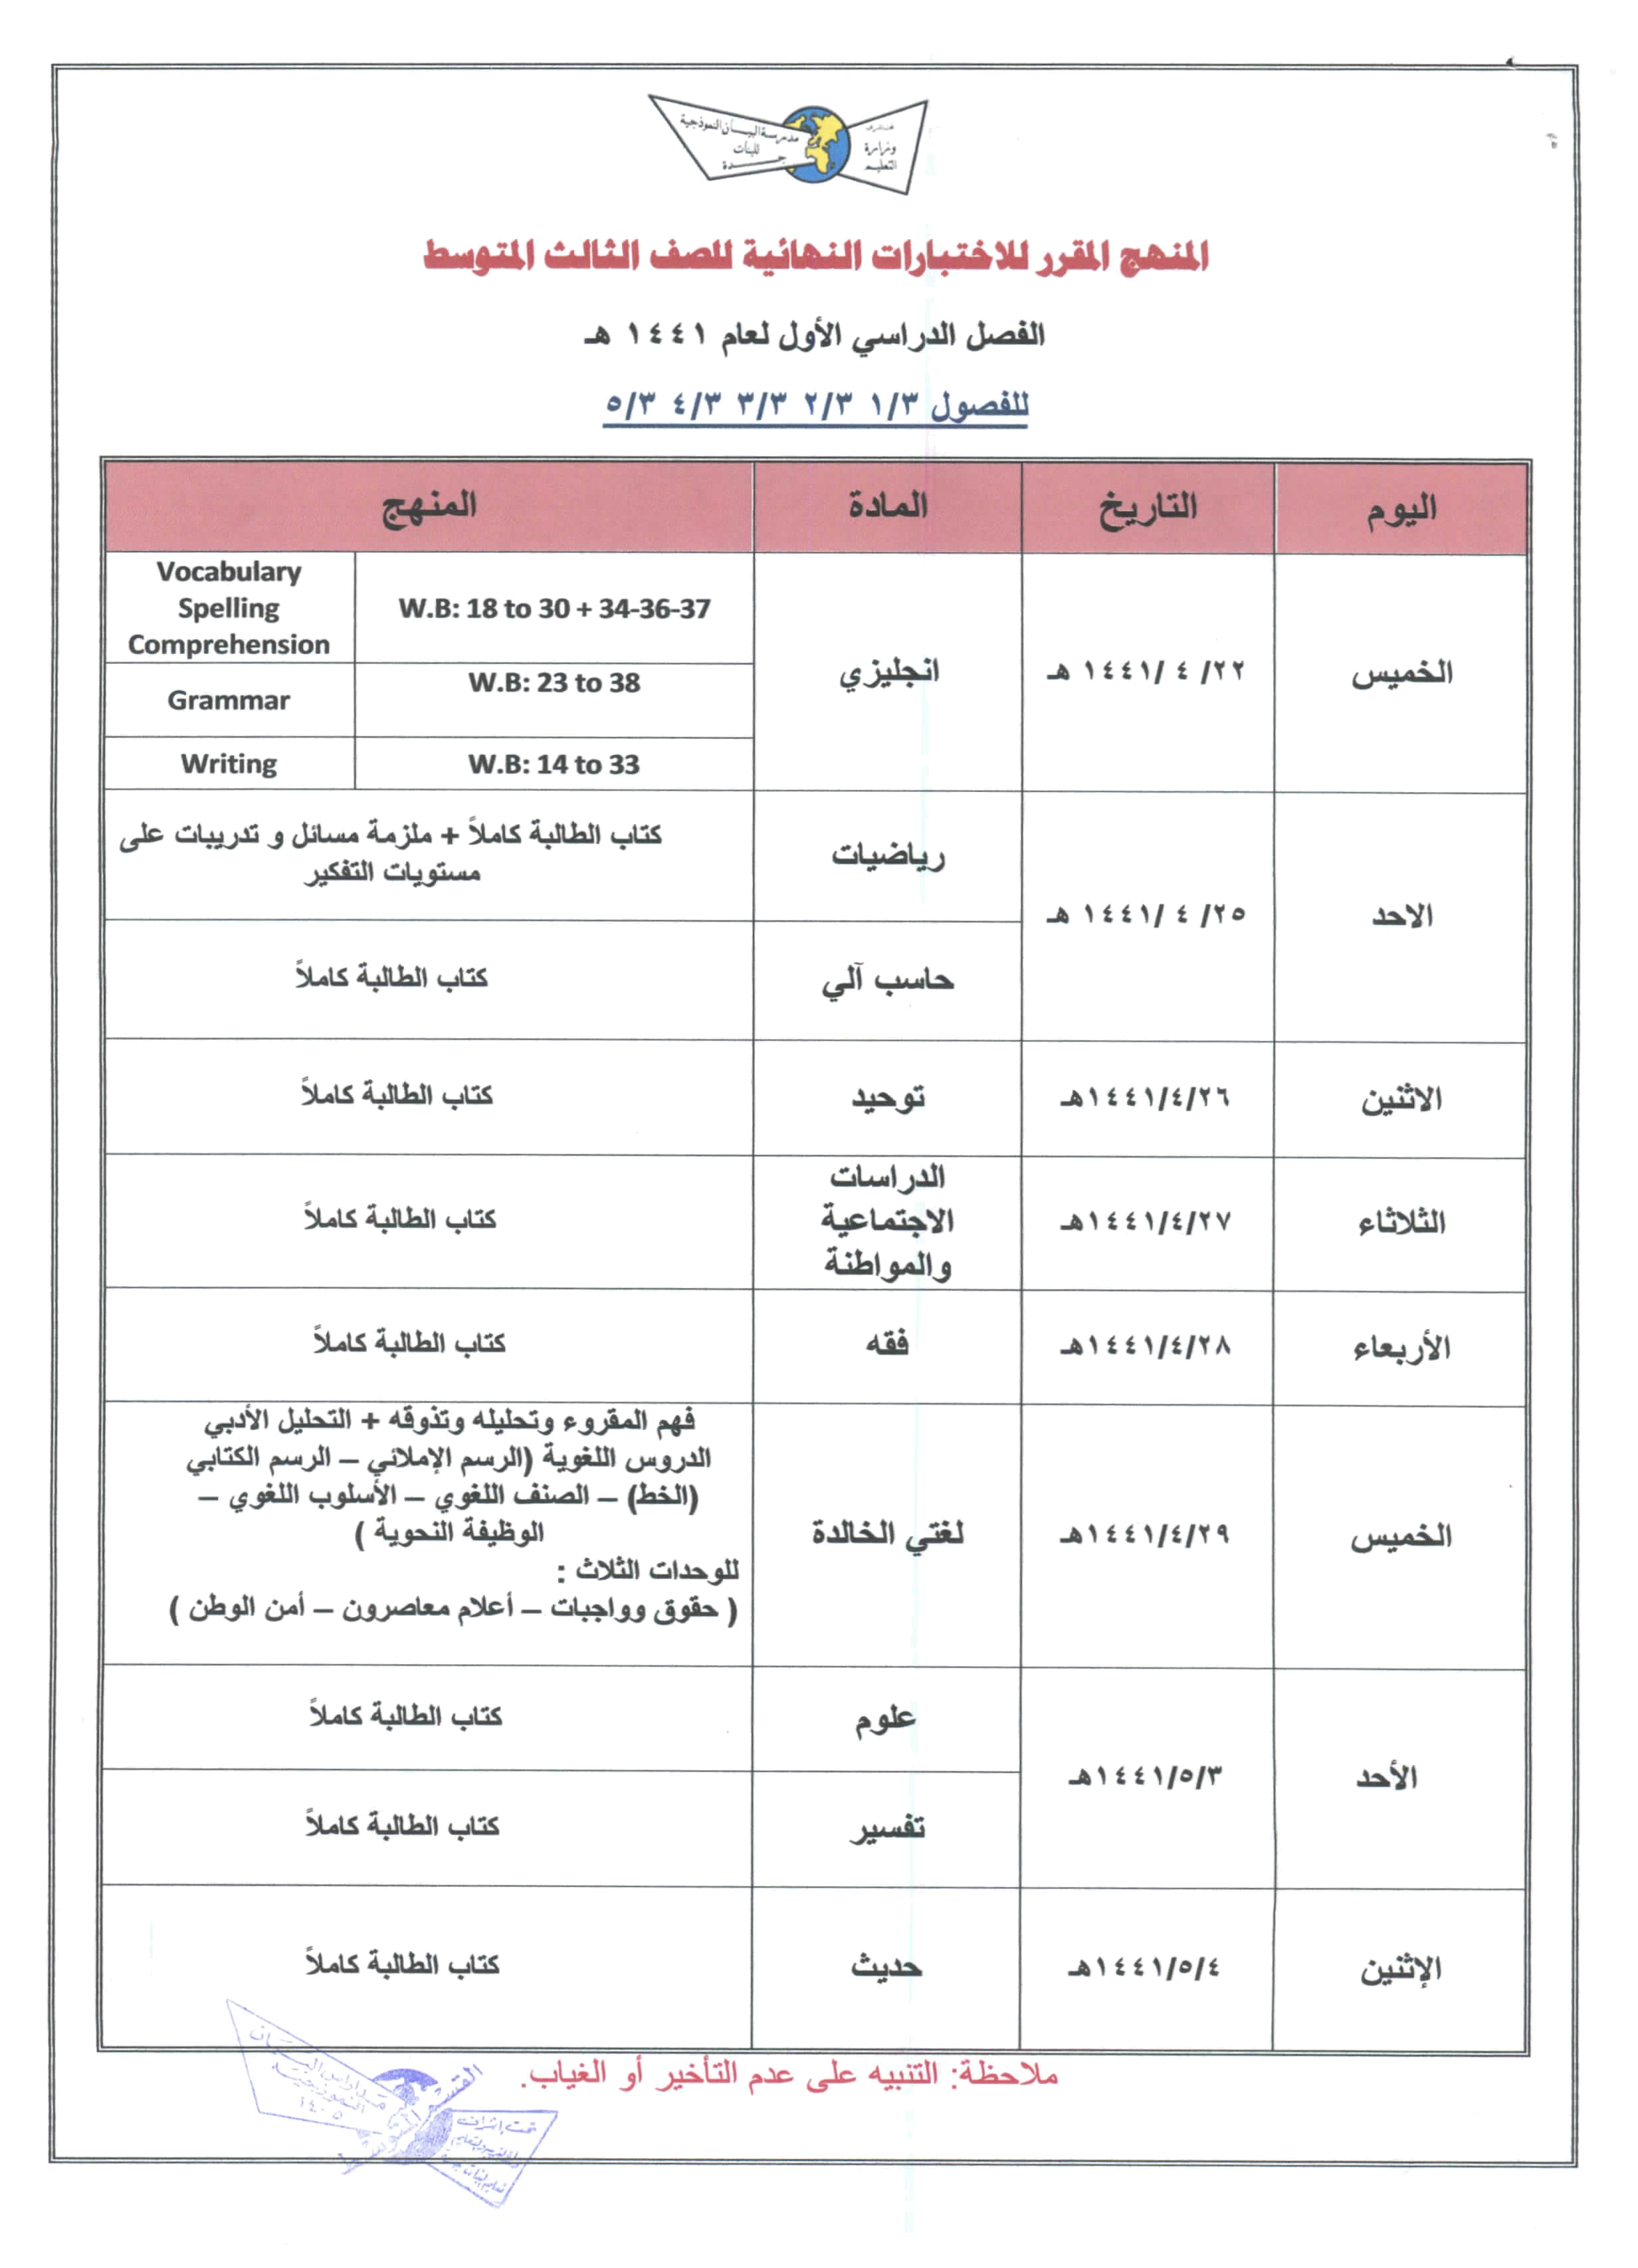 مدرسة البيان النموذجية
للبنات
جدة
وزارة
التعليم
المنهج المقرر للاختبارات النهائية للصف الثالث المتوسط
الفصل الدراسي الأول لعام ١٤٤١ هـ
للفصول ١/٣ ٢/٣ ٣/٣ ٤/٣ ٥/٣
اليوم التاريخ المادة المنهج
الخميس ٢٢/ ٤ /١٤٤١ هـ انجليزي
W.B: 18 to 30 + 34-36-37
Vocabulary
Spelling
Comprehension
W.B: 23 to 38
Grammar
W.B: 14 to 33
Writing
الاحد ٢٥/ ٤ /١٤٤١ هـ
رياضيات
كتاب الطالبة كاملاً + ملزمة مسائل و تدريبات على
مستويات التفكير
حاسب آلي كتاب الطالبة كاملاً
الاثنين ١٤٤١/٤/٢٦هـ توحيد كتاب الطالبة كاملاً
الثلاثاء ١٤٤١/٤/٢٧هـ
الدراسات
الاجتماعية
والمواطنة
كتاب الطالبة كاملاً
الأربعاء ١٤٤١/٤/٢٨هـ فقه كتاب الطالبة كاملاً
الخميس ١٤٤١/٤/٢٩هـ لغتي الخالدة
فهم المقروء وتحليله وتذوقه + التحليل الأدبي
الدروس اللغوية (الرسم الإملائي – الرسم الكتابي
(الخط) – الصنف اللغوي – الأسلوب اللغوي –
الوظيفة النحوية )
للوحدات الثلاث :
( حقوق وواجبات – أعلام معاصرون – أمن الوطن )
الأحد ١٤٤١/٥/٣هـ
علوم كتاب الطالبة كاملاً
تفسير كتاب الطالبة كاملاً
الإثنين ١٤٤١/٥/٤هـ حديث كتاب الطالبة كاملاً
ملاحظة: التنبيه على عدم التأخير أو الغياب.
مدارس البيان
النموذجية
١٤٠٥
تحت إشراف